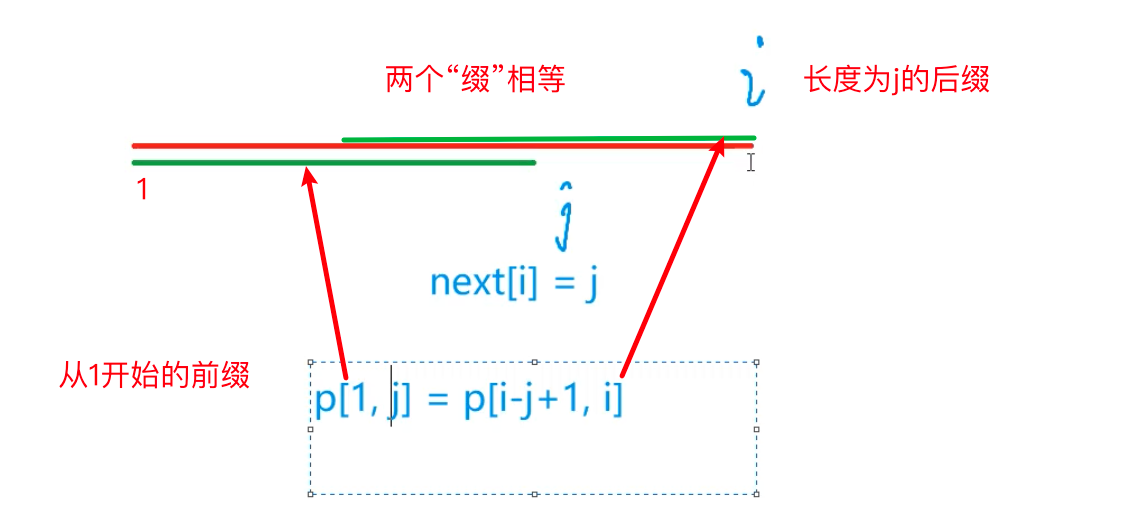 i
两个“缀”相等
长度为j的后缀
1
j
next[i] = j
从1开始的前缀
p[1, j] = p[i-j+1, i]